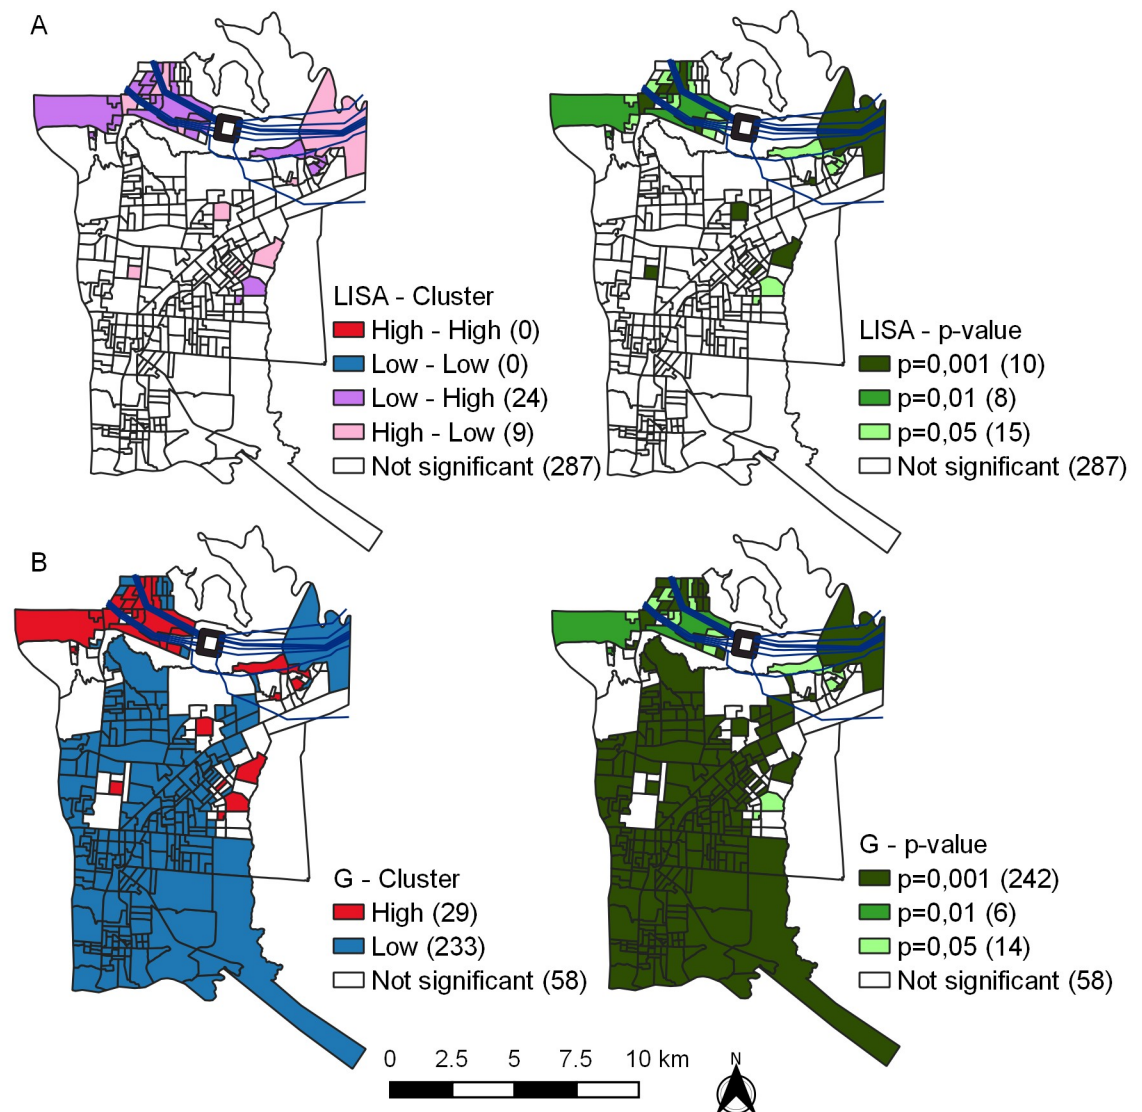 A
LISA - Cluster
High - High (0)
Low - Low (0)
Low - High (24)
High - Low (9)
Not significant (287)
LISA - p-value
p=0,001 (10)
p=0,01 (8)
p=0,05 (15)
Not significant (287)
B
G - Cluster
High (29)
Low (233)
Not significant (58)
G - p-value
p=0,001 (242)
p=0,01 (6)
p=0,05 (14)
Not significant (58)
0 2.5 5 7.5 10 km
N